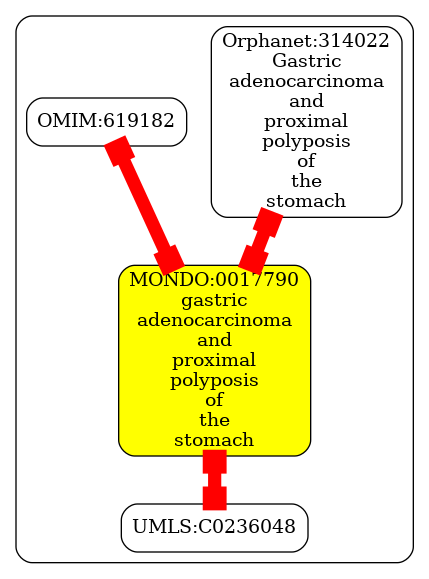 Orphanet:314022
Gastric
adenocarcinoma
and
proximal
polyposis
of
the
stomach
OMIM:619182
MONDO:0017790
gastric
adenocarcinoma
and
proximal
polyposis
of
the
stomach
UMLS:C0236048